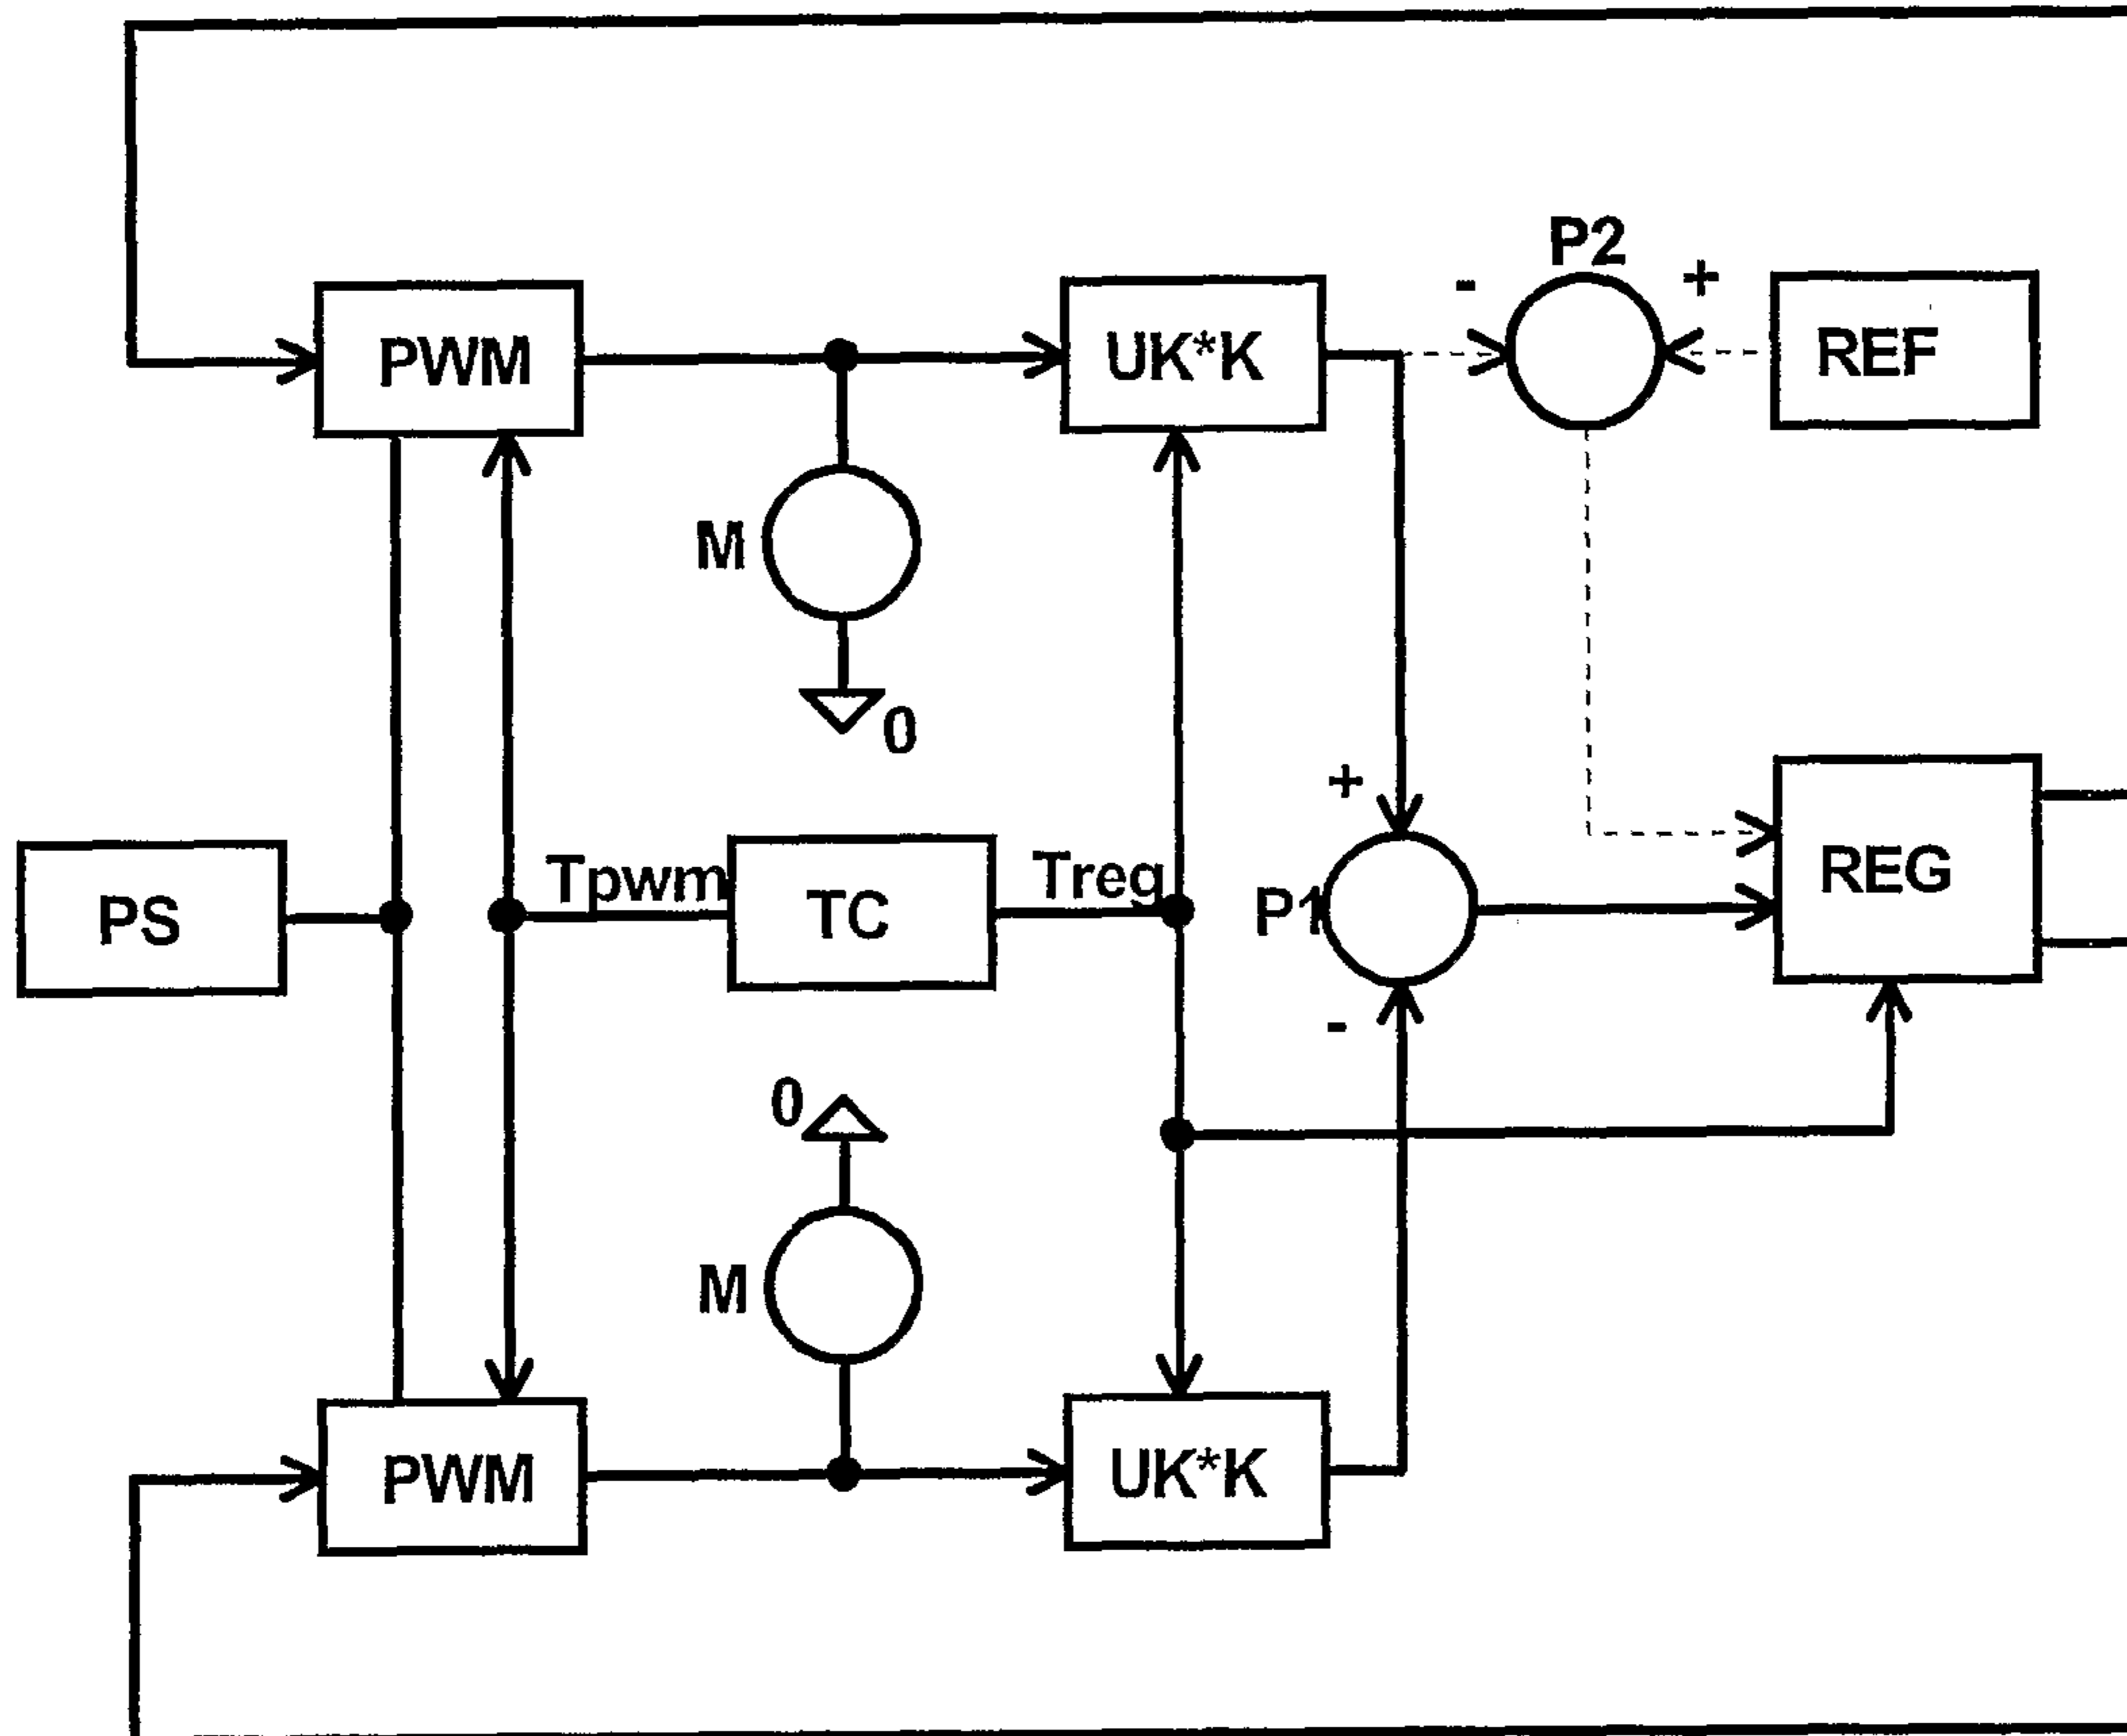 P2
- +
PWM
UK*K
REF
M
0
+
Tpwm
Treg
PS
TC
P1
REG
-
0
M
PWM
UK*K